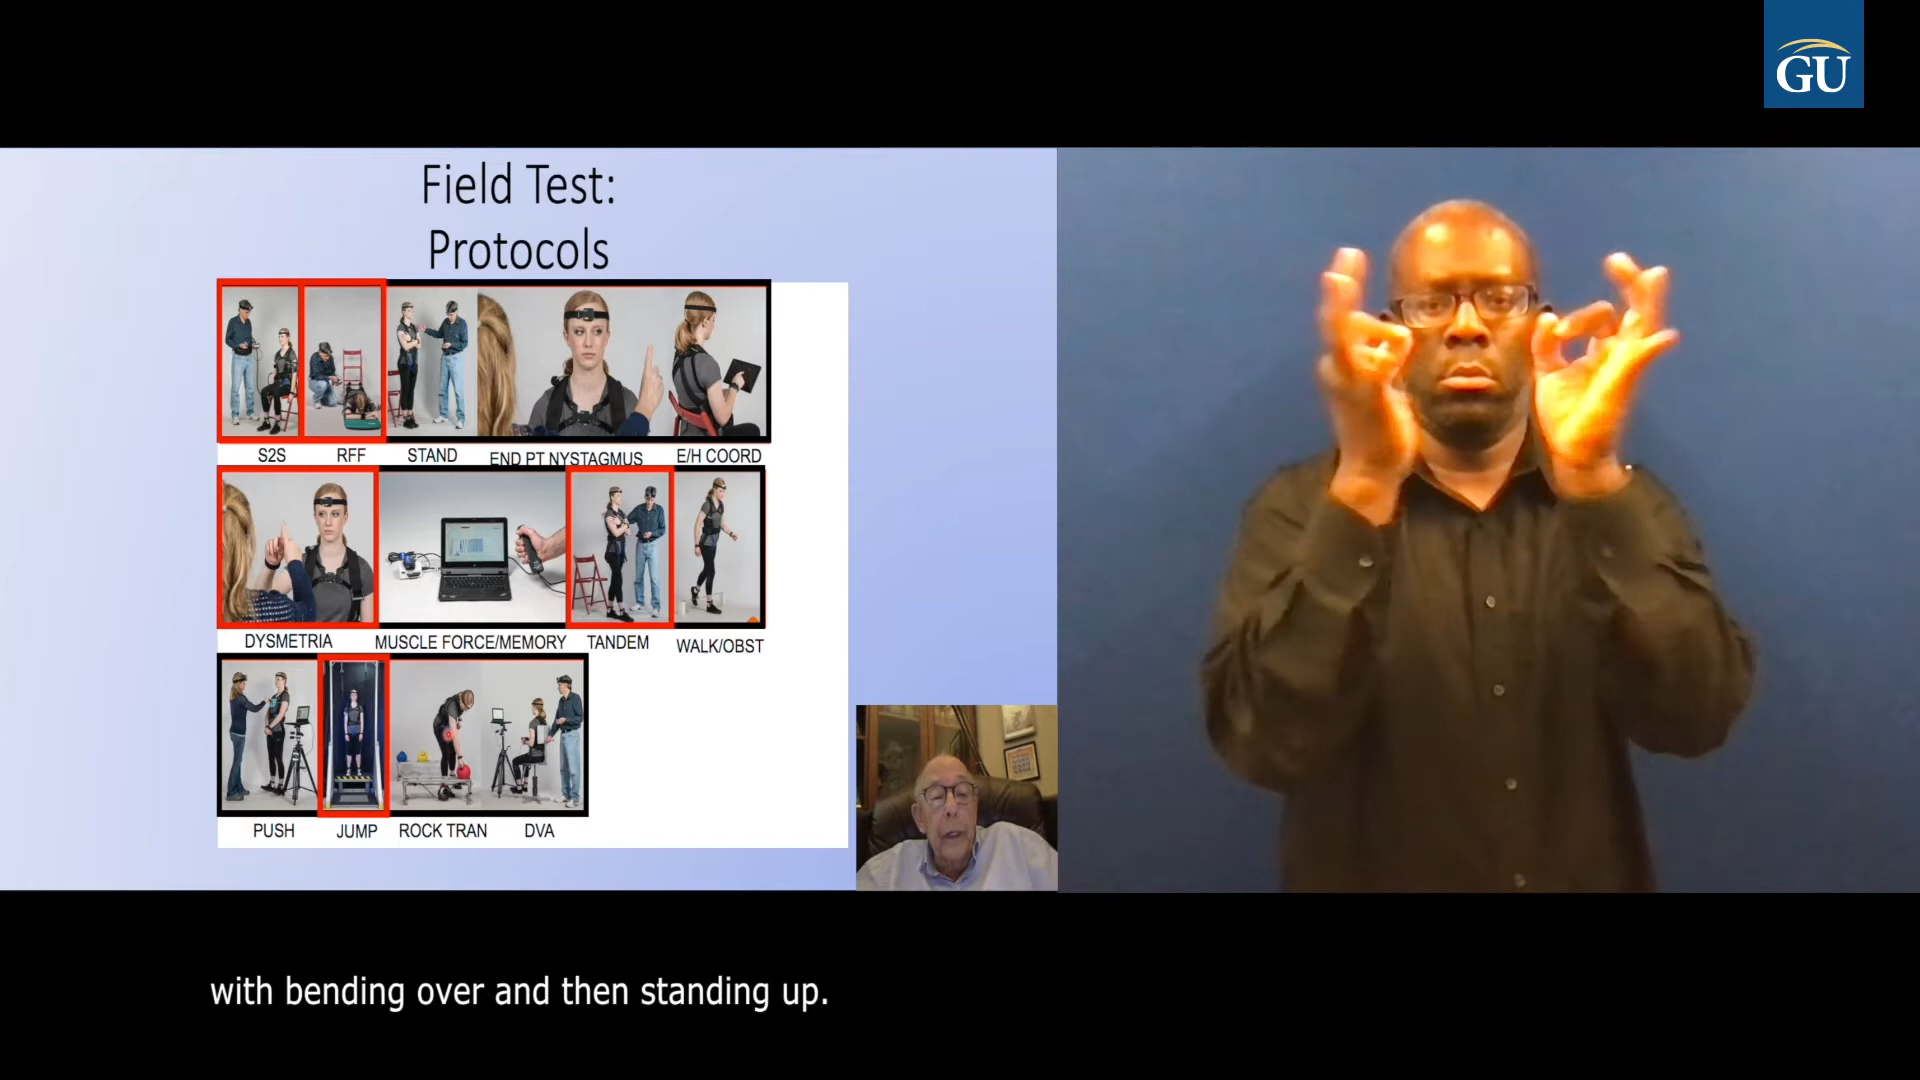 GU
Field Test:
Protocols
S2S RFF STAND END PT NYSTAGMUS E/H COORD
DYSMETRIA MUSCLE FORCE/MEMORY TANDEM WALK/OBST
PUSH JUMP ROCK TRAN DVA
with bending over and then standing up.